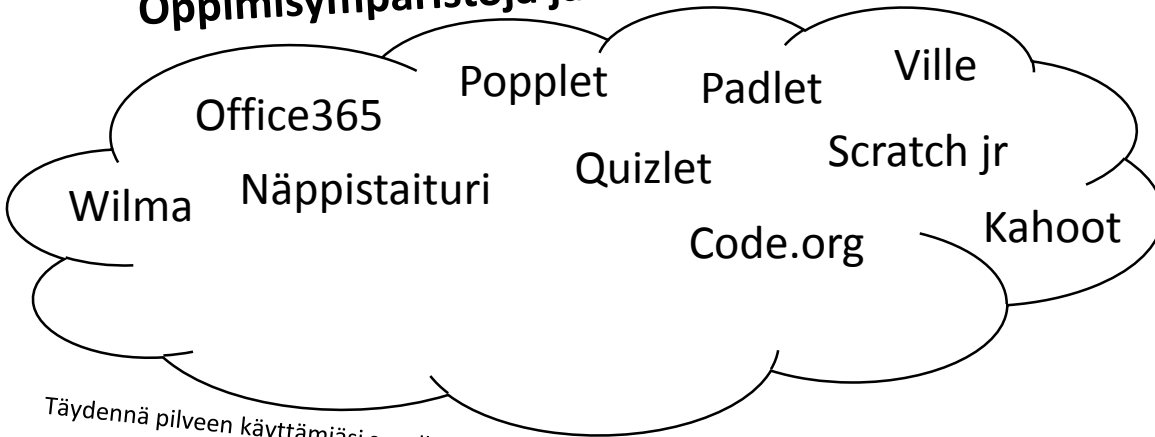 Oppimisympäristöjä ja
Popplet Padlet Ville
Office365
Wilma Näppistaituri Quizlet Scratch jr
Code.org Kahoot
Täydennä pilveen käyttämiäsi